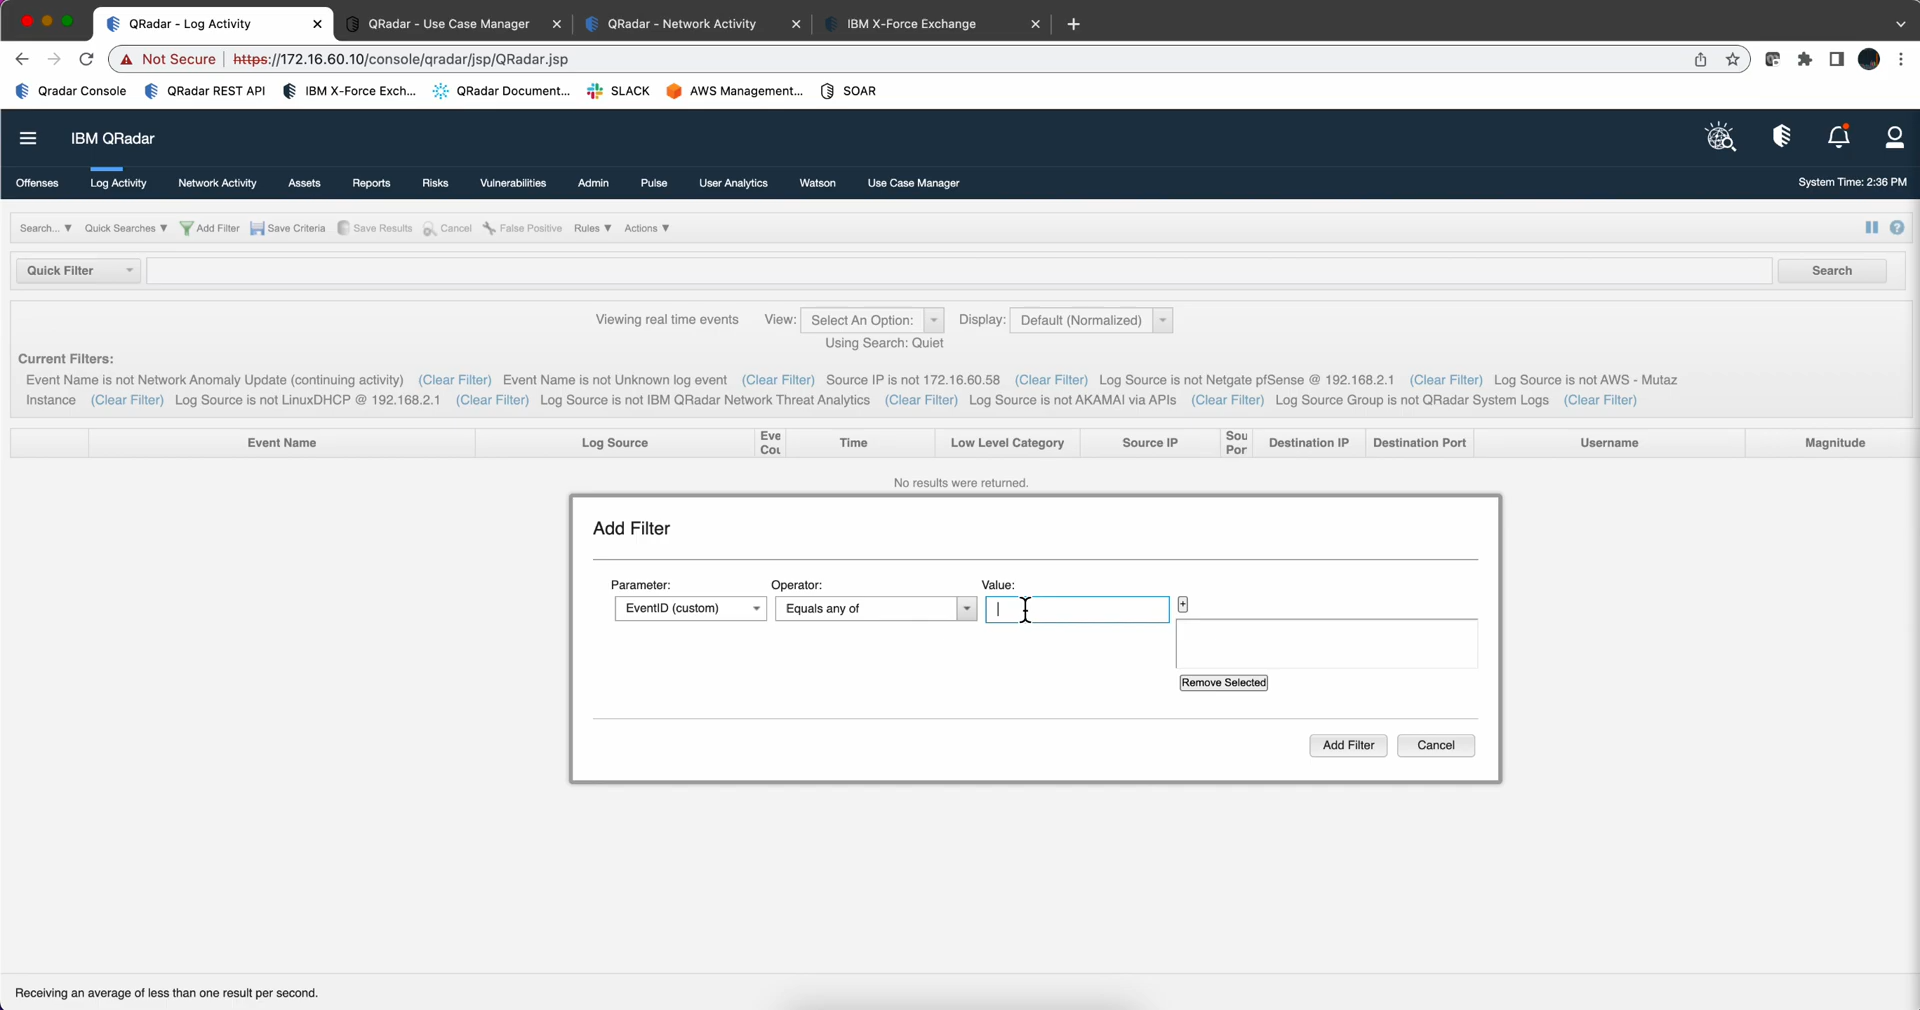 QRadar - Log Activity
QRadar - Use Case Manager
QRadar - Network Activity
IBM X-Force Exchange
Not Secure https://172.16.60.10/console/qradar/jsp/QRadar.jsp
Qradar Console QRadar REST API IBM X-Force Exch... QRadar Document... SLACK AWS Management... SOAR
IBM QRadar
Offenses Log Activity Network Activity Assets Reports Risks Vulnerabilities Admin Pulse User Analytics Watson Use Case Manager System Time: 2:36 PM
Search... ▼ Quick Searches ▼ Add Filter Save Criteria Save Results Cancel False Positive Rules ▼ Actions ▼
Quick Filter Search
Viewing real time events View: Select An Option: Display: Default (Normalized)
Using Search: Quiet
Current Filters:
Event Name is not Network Anomaly Update (continuing activity) (Clear Filter) Event Name is not Unknown log event (Clear Filter) Source IP is not 172.16.60.58 (Clear Filter) Log Source is not Netgate pfSense @ 192.168.2.1 (Clear Filter) Log Source is not AWS - Mutaz
Instance (Clear Filter) Log Source is not LinuxDHCP @ 192.168.2.1 (Clear Filter) Log Source is not IBM QRadar Network Threat Analytics (Clear Filter) Log Source is not AKAMAI via APIs (Clear Filter) Log Source Group is not QRadar System Logs (Clear Filter)
Event Name Log Source Eve Cou Time Low Level Category Source IP Sou Por Destination IP Destination Port Username Magnitude
No results were returned.
Add Filter
Parameter: Operator: Value:
EventID (custom) Equals any of +
Remove Selected
Add Filter Cancel
Receiving an average of less than one result per second.